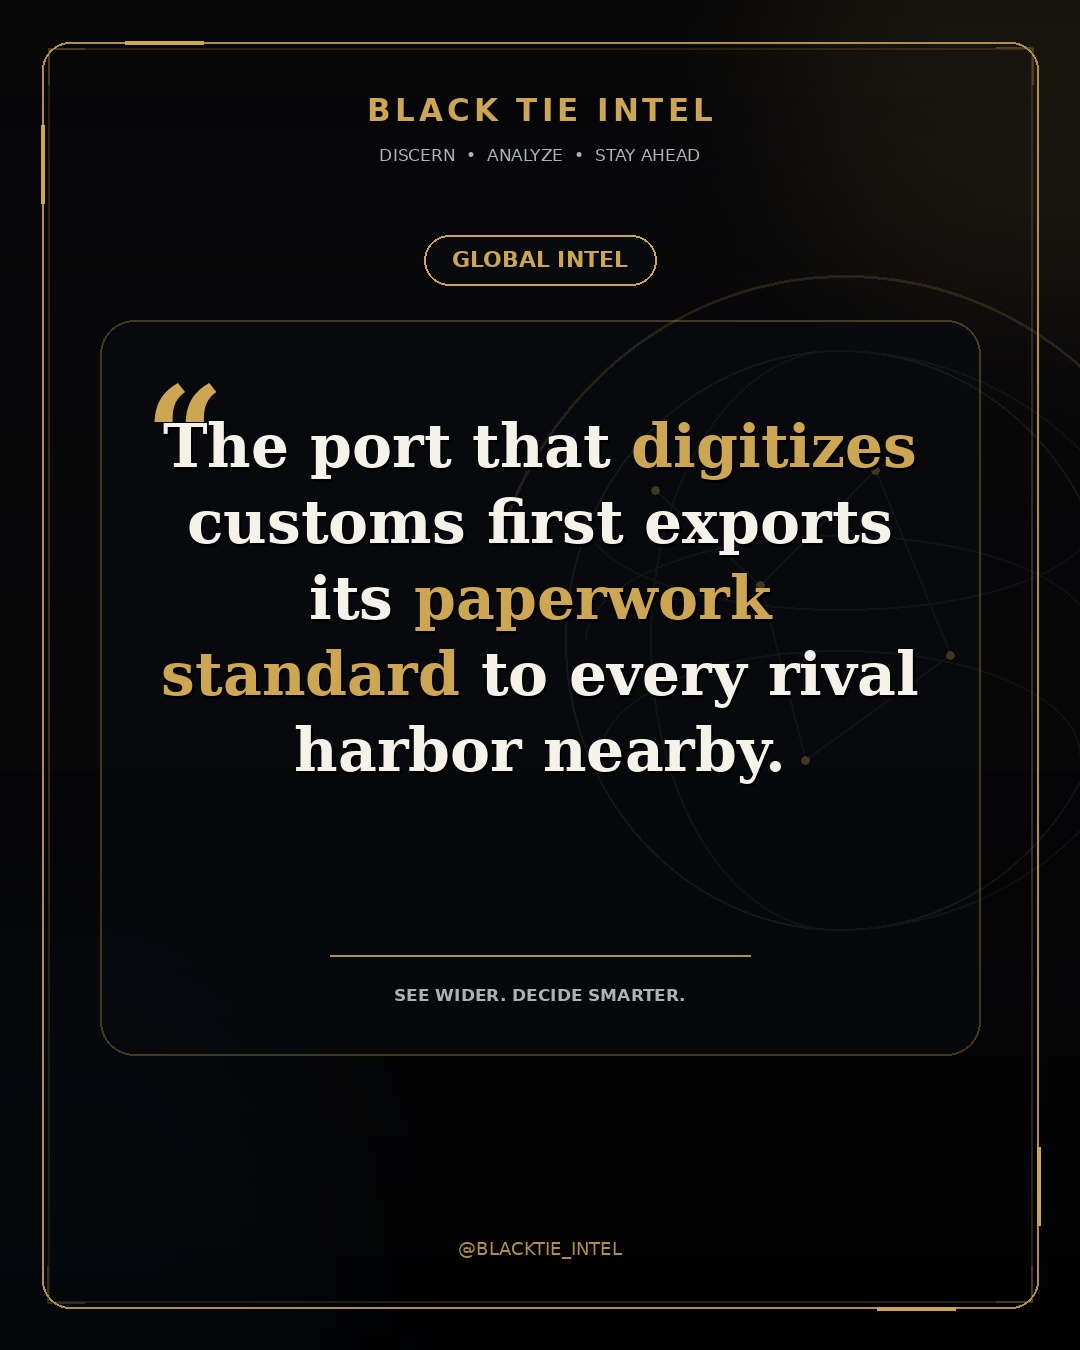 BLACK TIE INTEL
DISCERN • ANALYZE • STAY AHEAD
GLOBAL INTEL
“The port that digitizes
customs first exports
its paperwork
standard to every rival
harbor nearby.
SEE WIDER. DECIDE SMARTER.
@BLACKTIE_INTEL